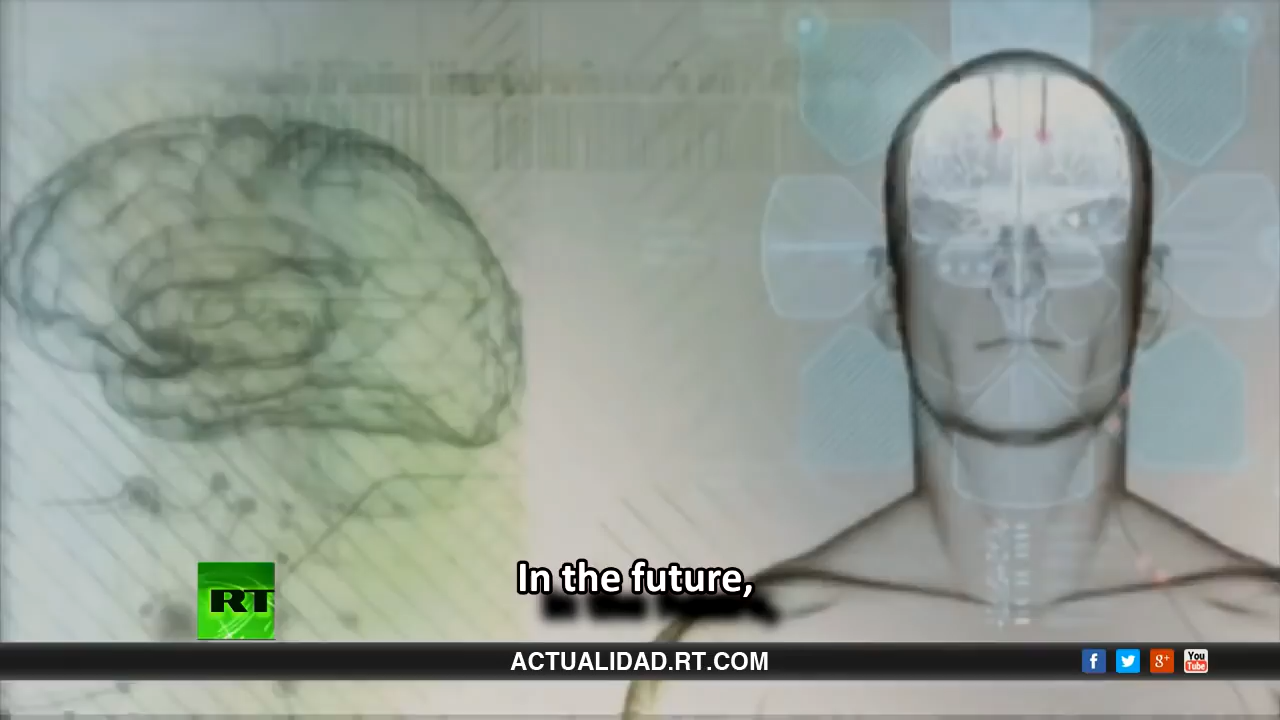 In the future,
RT
ACTUALIDAD.RT.COM
f
g+
You
Tube